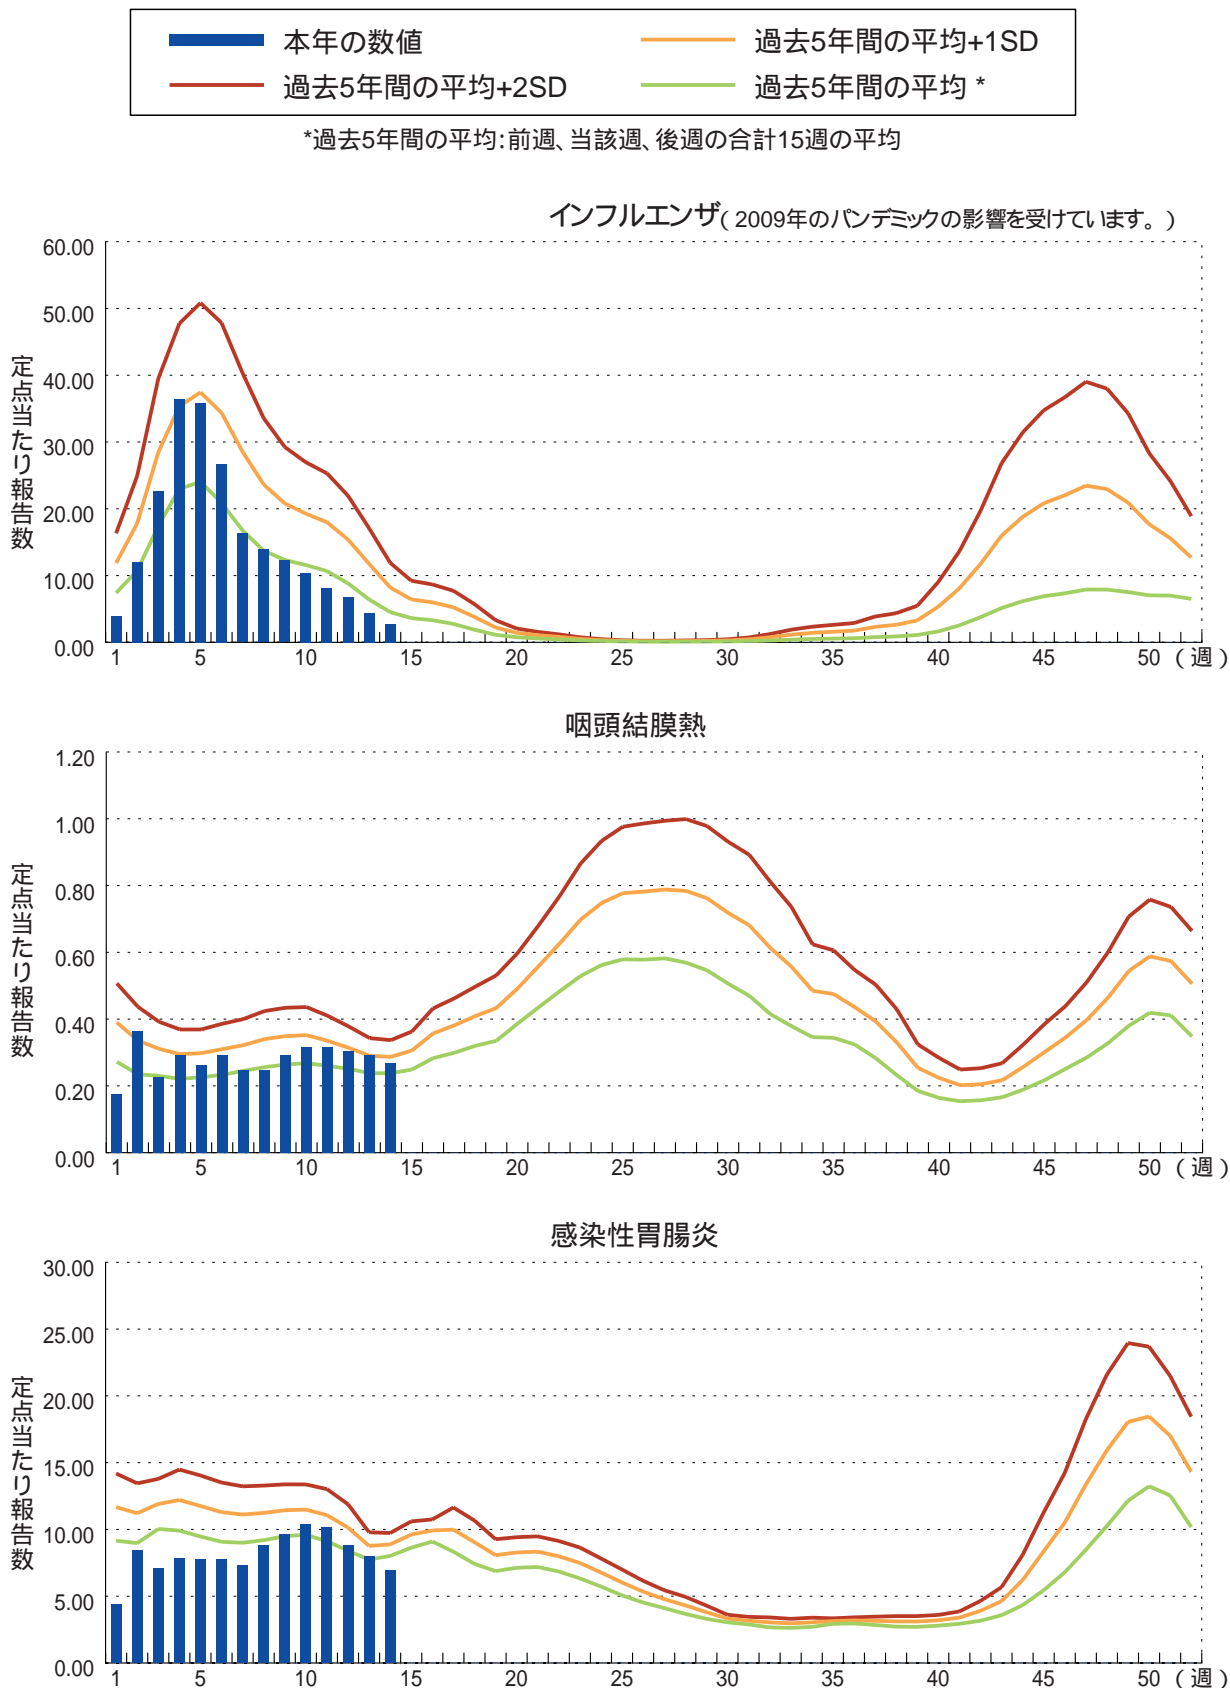 本年の数値
過去5年間の平均+1SD
過去5年間の平均+2SD
過去5年間の平均 *
*過去5年間の平均:前週、当該週、後週の合計15週の平均
インフルエンザ( 2009年のパンデミックの影響を受けています。 )
定点当たり報告数
60.00
50.00
40.00
30.00
20.00
10.00
0.00
1 5 10 15 20 25 30 35 40 45 50 (週)
咽頭結膜熱
定点当たり報告数
1.20
1.00
0.80
0.60
0.40
0.20
0.00
1 5 10 15 20 25 30 35 40 45 50 (週)
感染性胃腸炎
定点当たり報告数
30.00
25.00
20.00
15.00
10.00
5.00
0.00
1 5 10 15 20 25 30 35 40 45 50 (週)